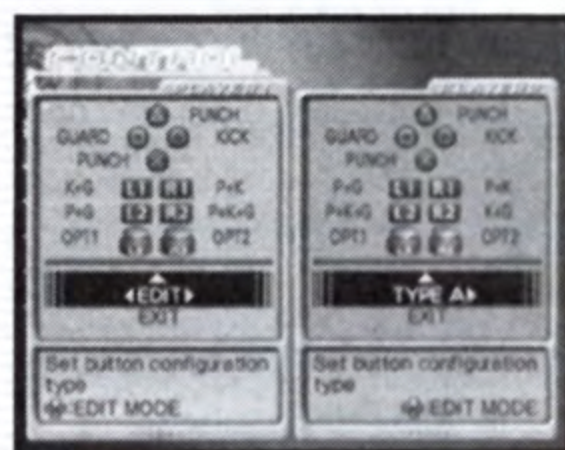 PUNCH
GUARD KICK
PUNCH
K+G L1 R1 P+K
P+G L2 R2 P+K+G
OPT1 OPT2
EDIT
EXIT
Set button configuration
type
:EDIT MODE
PUNCH
GUARD KICK
PUNCH
P+G L1 R1 P+K
P+K+G L2 R2 K+G
OPT1 OPT2
TYPE A
EXIT
Set button configuration
type
:EDIT MODE